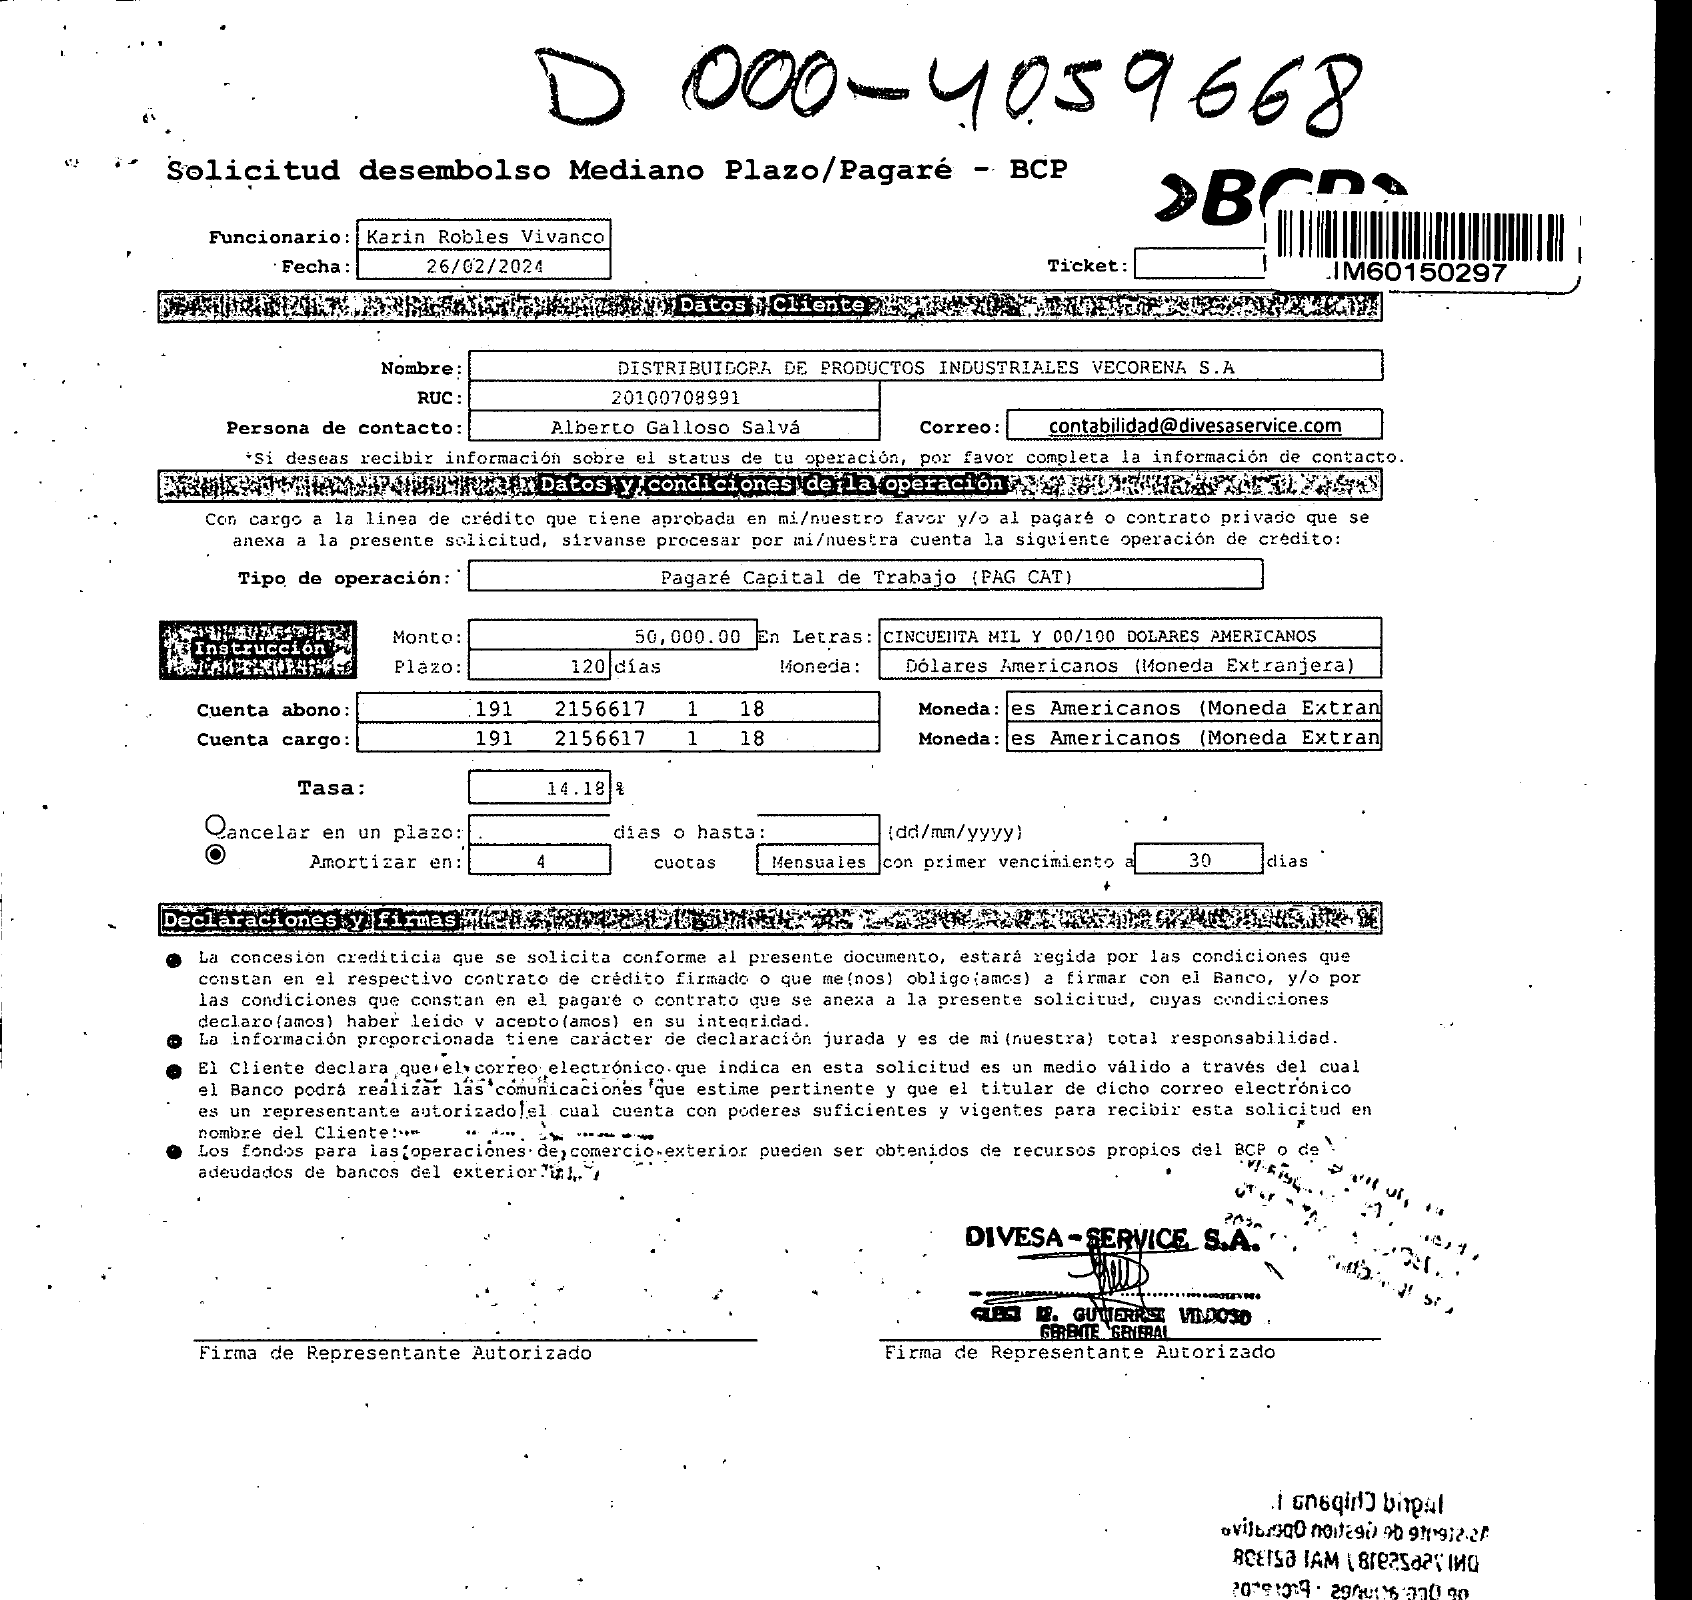 D 000-4059668
Solicitud desembolso Mediano Plazo/Pagaré - BCP
BCP
Funcionario: Karin Robles Vivanco
Fecha: 26/02/2024
Ticket:
IM60150297
Datos Cliente
Nombre: DISTRIBUIDORA DE PRODUCTOS INDUSTRIALES VECORENA S.A
RUC: 20100708991
Persona de contacto: Alberto Galloso Salvá Correo: contabilidad@divesaservice.com
*Si deseas recibir información sobre el status de tu operación, por favor completa la información de contacto.
Datos y condiciones de la operación
Con cargo a la linea de crédito que tiene aprobada en mi/nuestro favor y/o al pagaré o contrato privado que se
anexa a la presente solicitud, sirvanse procesar por mi/nuestra cuenta la siguiente operación de crédito:
Tipo de operación: Pagaré Capital de Trabajo (PAG CAT)
Instrucción
Monto: 50,000.00 En Letras: CINCUENTA MIL Y 00/100 DOLARES AMERICANOS
Plazo: 120 días Moneda: Dólares Americanos (Moneda Extranjera)
Cuenta abono: 191 2156617 1 18 Moneda: es Americanos (Moneda Extran
Cuenta cargo: 191 2156617 1 18 Moneda: es Americanos (Moneda Extran
Tasa: 14.18 %
Cancelar en un plazo: días o hasta: (dd/mm/yyyy)
Amortizar en: 4 cuotas Mensuales con primer vencimiento a 30 días
Declaraciones y firmas
La concesión crediticia que se solicita conforme al presente documento, estará regida por las condiciones que
constan en el respectivo contrato de crédito firmado o que me(nos) obligo(amos) a firmar con el Banco, y/o por
las condiciones que constan en el pagaré o contrato que se anexa a la presente solicitud, cuyas condiciones
declaro(amos) haber leido y acepto(amos) en su integridad.
La información proporcionada tiene carácter de declaración jurada y es de mi(nuestra) total responsabilidad.
El Cliente declara que el correo electrónico que indica en esta solicitud es un medio válido a través del cual
el Banco podrá realizar las comunicaciones que estime pertinente y que el titular de dicho correo electrónico
es un representante autorizado el cual cuenta con poderes suficientes y vigentes para recibir esta solicitud en
nombre del Cliente.
Los fondos para las operaciones de comercio exterior pueden ser obtenidos de recursos propios del BCP o de
adeudados de bancos del exterior.
DIVESA-SERVICE S.A.
GUTIERREZ
GERENTE GENERAL
Firma de Representante Autorizado
Firma de Representante Autorizado
Ingrid Chipana
Asistente de Gestion Operativa